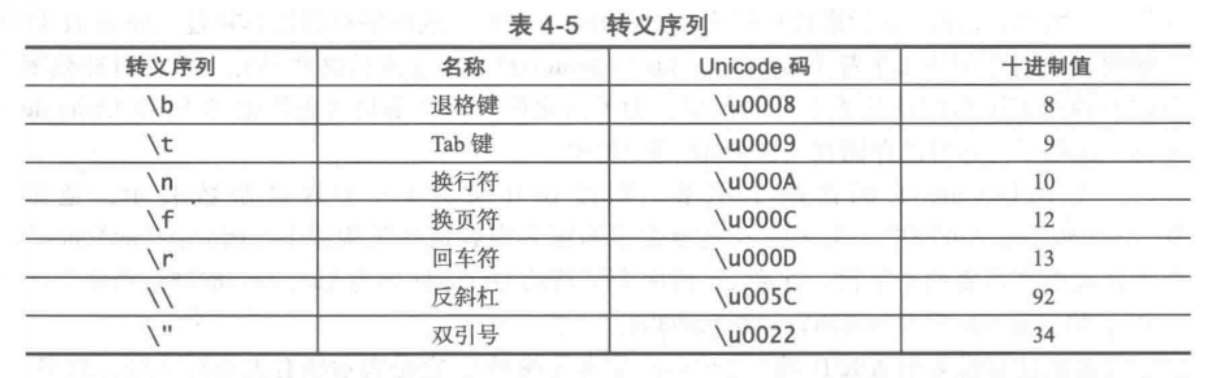 表 4-5 转义序列
转义序列 名称 Unicode 码 十进制值
\b 退格键 \u0008 8
\t Tab 键 \u0009 9
\n 换行符 \u000A 10
\f 换页符 \u000C 12
\r 回车符 \u000D 13
\\ 反斜杠 \u005C 92
\" 双引号 \u0022 34